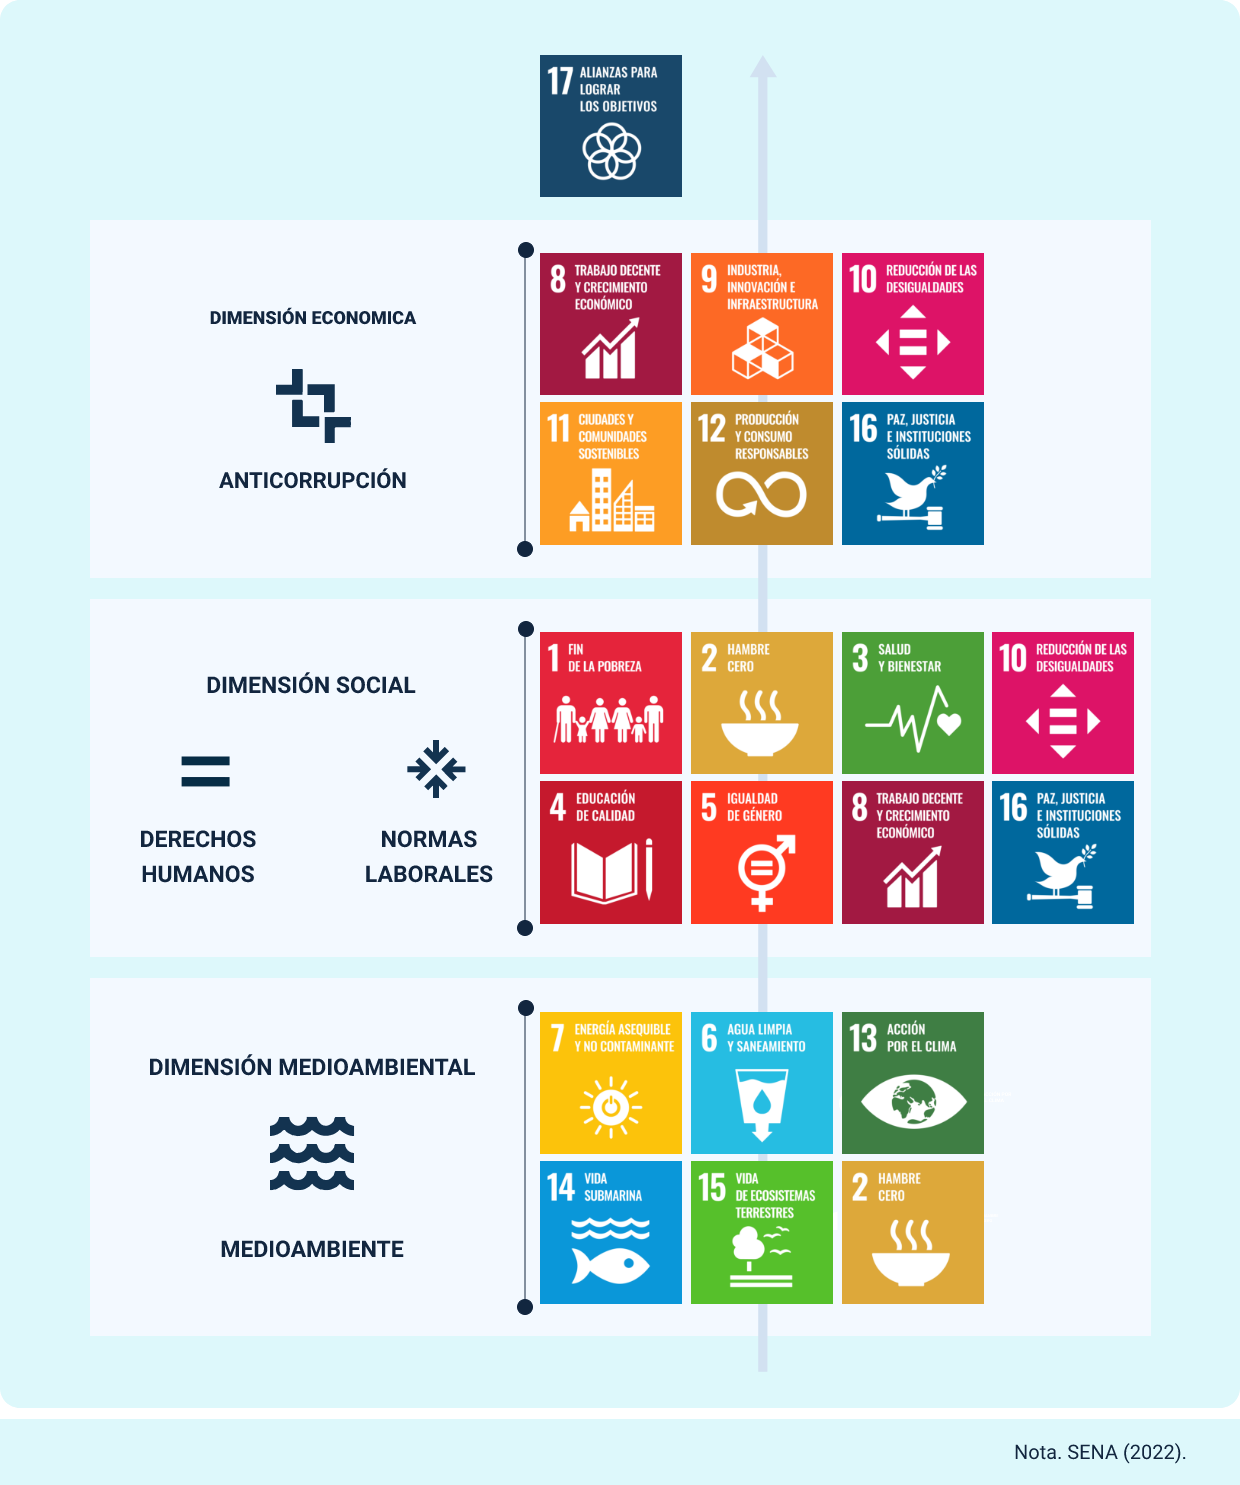 17 ALIANZAS PARA
LOGRAR
LOS OBJETIVOS
DIMENSIÓN ECONOMICA
ANTICORRUPCIÓN
8 TRABAJO DECENTE
Y CRECIMIENTO
ECONÓMICO
9 INDUSTRIA,
INNOVACIÓN E
INFRAESTRUCTURA
10 REDUCCIÓN DE LAS
DESIGUALDADES
11 CIUDADES Y
COMUNIDADES
SOSTENIBLES
12 PRODUCCIÓN
Y CONSUMO
RESPONSABLES
16 PAZ, JUSTICIA
E INSTITUCIONES
SÓLIDAS
DIMENSIÓN SOCIAL
DERECHOS
HUMANOS
NORMAS
LABORALES
1 FIN
DE LA POBREZA
2 HAMBRE
CERO
3 SALUD
Y BIENESTAR
10 REDUCCIÓN DE LAS
DESIGUALDADES
4 EDUCACIÓN
DE CALIDAD
5 IGUALDAD
DE GÉNERO
8 TRABAJO DECENTE
Y CRECIMIENTO
ECONÓMICO
16 PAZ, JUSTICIA
E INSTITUCIONES
SÓLIDAS
DIMENSIÓN MEDIOAMBIENTAL
MEDIOAMBIENTE
7 ENERGÍA ASEQUIBLE
Y NO CONTAMINANTE
6 AGUA LIMPIA
Y SANEAMIENTO
13 ACCIÓN
POR EL CLIMA
14 VIDA
SUBMARINA
15 VIDA
DE ECOSISTEMAS
TERRESTRES
2 HAMBRE
CERO
Nota. SENA (2022).